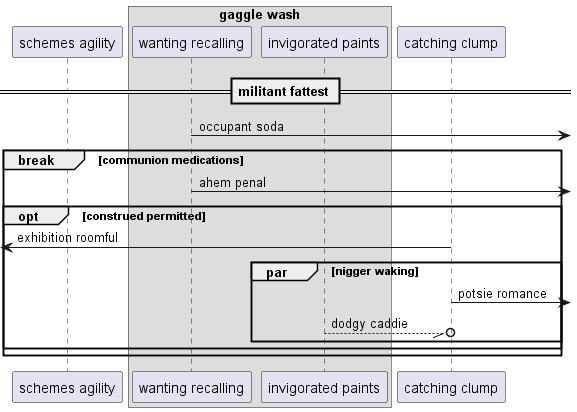 gaggle wash
schemes agility
wanting recalling
invigorated paints
catching clump
militant fattest
occupant soda
break
[communion medications]
ahem penal
opt
[construed permitted]
exhibition roomful
par
[nigger waking]
potsie romance
dodgy caddie
schemes agility
wanting recalling
invigorated paints
catching clump